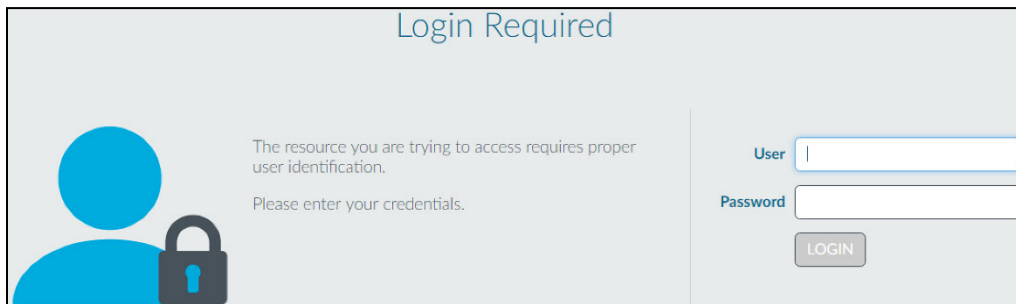 Login Required
The resource you are trying to access requires proper
user identification.
Please enter your credentials.
User
Password
LOGIN